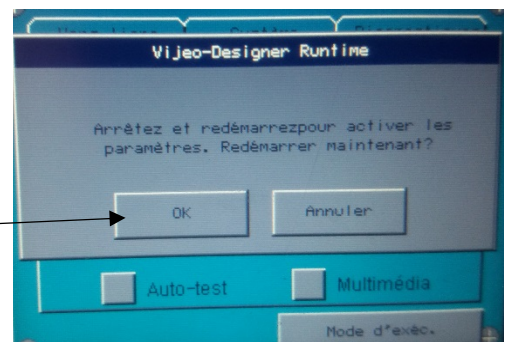 Vijeo-Designer Runtime
Arrêtez et redémarrezpour activer les
paramètres. Redémarrer maintenant?
OK Annuler
Auto-test Multimédia
Mode d'exéc.